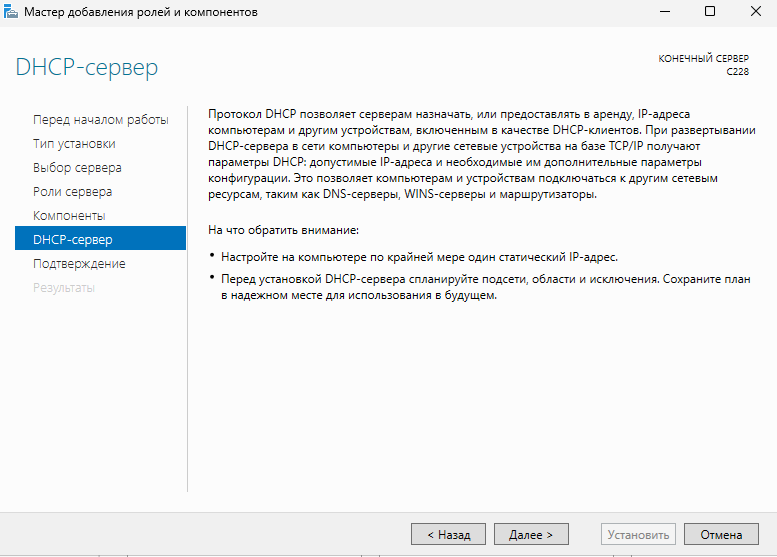 Мастер добавления ролей и компонентов
DHCP-сервер
КОНЕЧНЫЙ СЕРВЕР
C228
Перед началом работы
Тип установки
Выбор сервера
Роли сервера
Компоненты
DHCP-сервер
Подтверждение
Результаты
Протокол DHCP позволяет серверам назначать, или предоставлять в аренду, IP-адреса
компьютерам и другим устройствам, включенным в качестве DHCP-клиентов. При развертывании
DHCP-сервера в сети компьютеры и другие сетевые устройства на базе TCP/IP получают
параметры DHCP: допустимые IP-адреса и необходимые им дополнительные параметры
конфигурации. Это позволяет компьютерам и устройствам подключаться к другим сетевым
ресурсам, таким как DNS-серверы, WINS-серверы и маршрутизаторы.
На что обратить внимание:
• Настройте на компьютере по крайней мере один статический IP-адрес.
• Перед установкой DHCP-сервера спланируйте подсети, области и исключения. Сохраните план
в надежном месте для использования в будущем.
< Назад
Далее >
Установить
Отмена